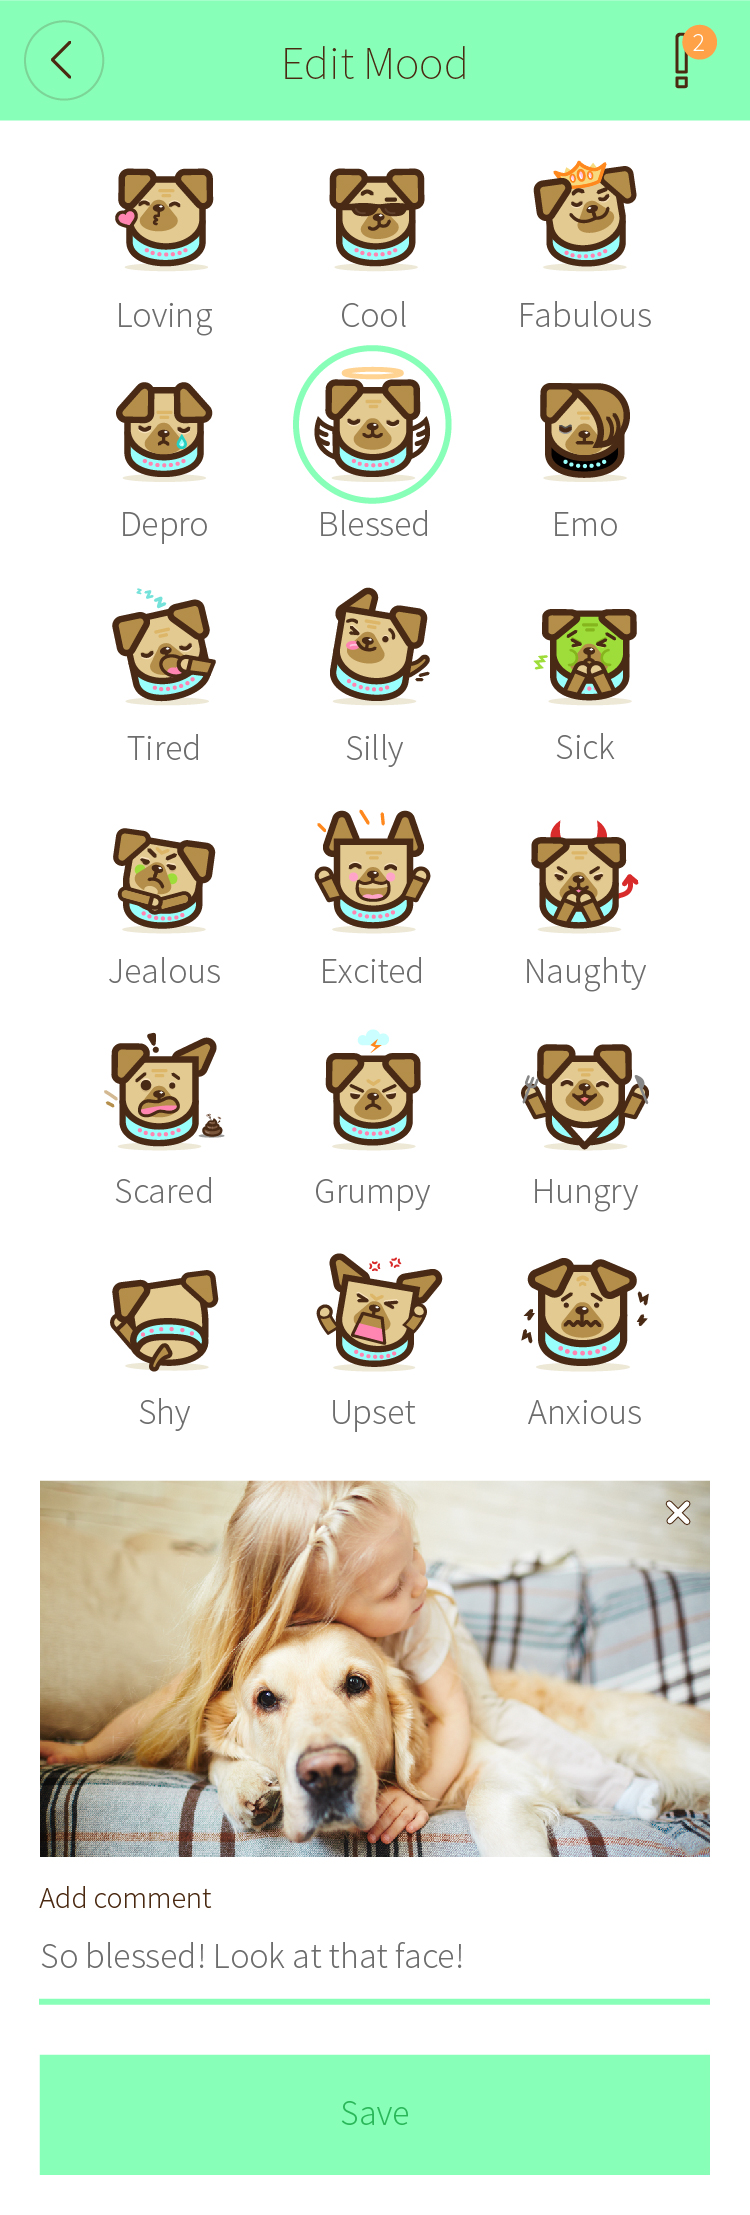 Edit Mood
2
Loving
Cool
Fabulous
Depro
Blessed
Emo
Tired
Silly
Sick
Jealous
Excited
Naughty
Scared
Grumpy
Hungry
Shy
Upset
Anxious
Add comment
So blessed! Look at that face!
Save